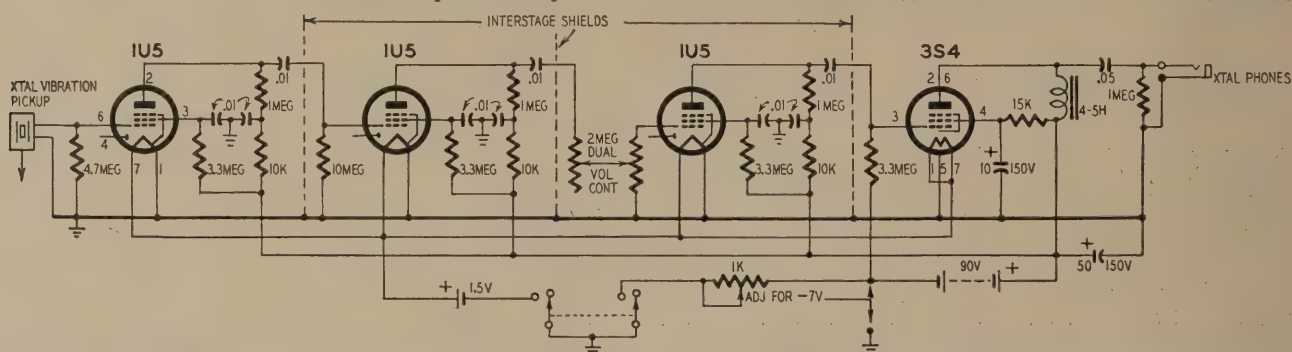 INTERSTAGE SHIELDS
1U5
1U5
1U5
3S4
XTAL VIBRATION
PICKUP
2
.01
6
4
3
.01
1MEG
4.7MEG
7
1
3.3MEG
10K
10MEG
.01
.01
1MEG
3.3MEG
10K
2MEG
DUAL
VOL
CONT
.01
.01
1MEG
3.3MEG
10K
3.3MEG
2 6
3
4
1 5 7
15K
4-5H
.05
1MEG
XTAL PHONES
+
10
150V
+
50
150V
+
1.5V
1K
ADJ FOR -7V
90V
+